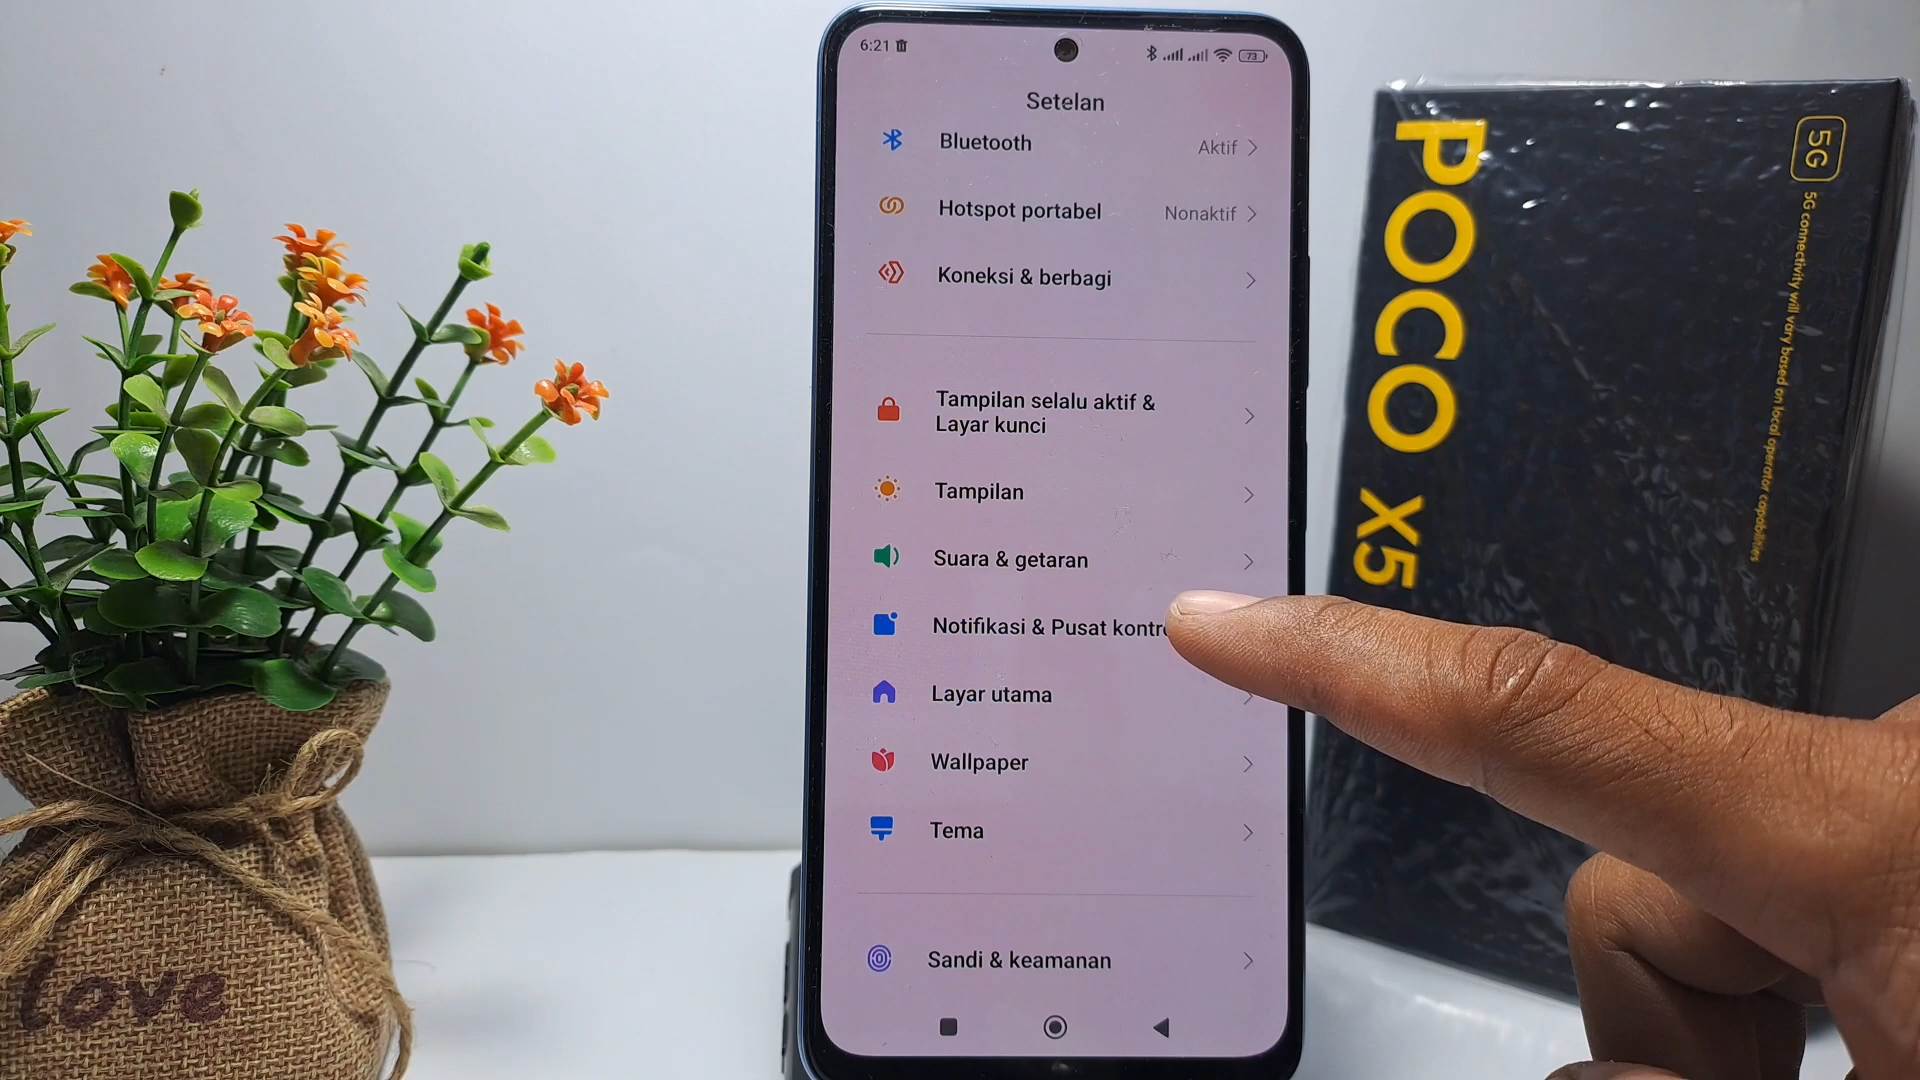 6:21
73
Setelan
Bluetooth
Aktif
Hotspot portabel
Nonaktif
Koneksi & berbagi
Tampilan selalu aktif &
Layar kunci
Tampilan
Suara & getaran
Notifikasi & Pusat kontro
Layar utama
Wallpaper
Tema
Sandi & keamanan
POCO X5
5G
5G connectivity will vary based on local operator capabilities
love